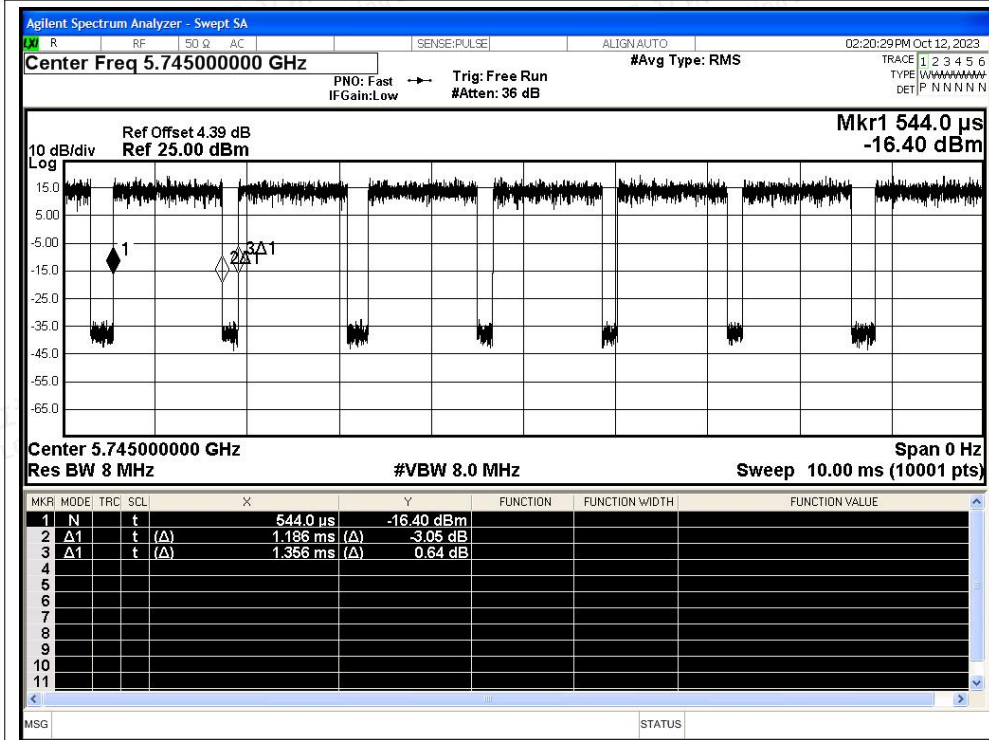 Agilent Spectrum Analyzer - Swept SA
LXI R RF 50 Ω AC SENSE:PULSE ALIGN AUTO 02:20:29 PM Oct 12, 2023
Center Freq 5.745000000 GHz #Avg Type: RMS TRACE 1 2 3 4 5 6
PNO: Fast Trig: Free Run TYPE WWWWWW
IFGain:Low #Atten: 36 dB DET P N N N N N
Mkr1 544.0 µs
Ref Offset 4.39 dB
10 dB/div Ref 25.00 dBm -16.40 dBm
Log
15.0
5.00
-5.00
1 2Δ1 3Δ1
-15.0
-25.0
-35.0
-45.0
-55.0
-65.0
Center 5.745000000 GHz Span 0 Hz
Res BW 8 MHz #VBW 8.0 MHz Sweep 10.00 ms (10001 pts)
MKR MODE TRC SCL X Y FUNCTION FUNCTION WIDTH FUNCTION VALUE
1 N t 544.0 µs -16.40 dBm
2 Δ1 t (Δ) 1.186 ms (Δ) -3.05 dB
3 Δ1 t (Δ) 1.356 ms (Δ) 0.64 dB
4
5
6
7
8
9
10
11
MSG STATUS